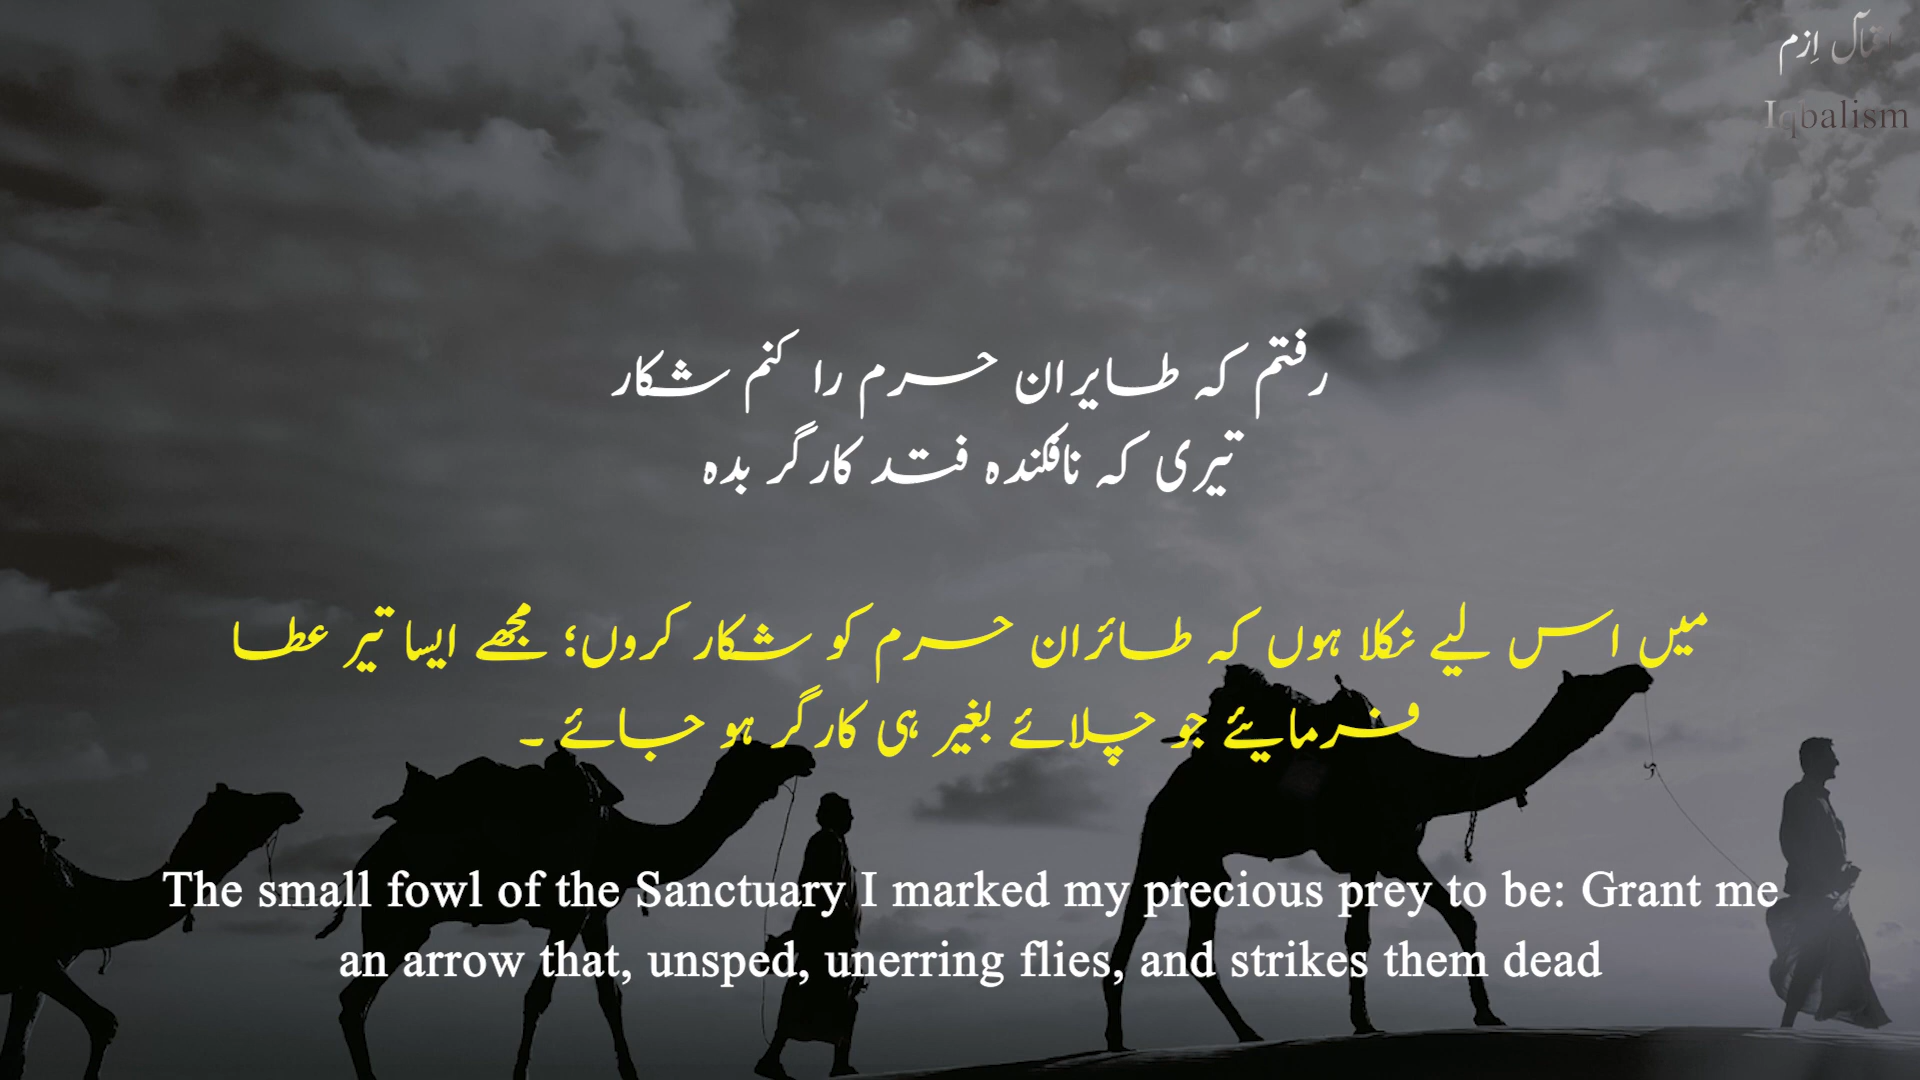 اقبال اِزم
Iqbalism
رفتم کہ طایران حرم را کنم شکار
تیری کہ نافکندہ فتد کارگر بدہ
میں اس لیے نکلا ہوں کہ طائران حرم کو شکار کروں؛ مجھے ایسا تیر عطا
فرمایئے جو چلائے بغیر ہی کارگر ہو جائے ۔
The small fowl of the Sanctuary I marked my precious prey to be: Grant me
an arrow that, unsped, unerring flies, and strikes them dead